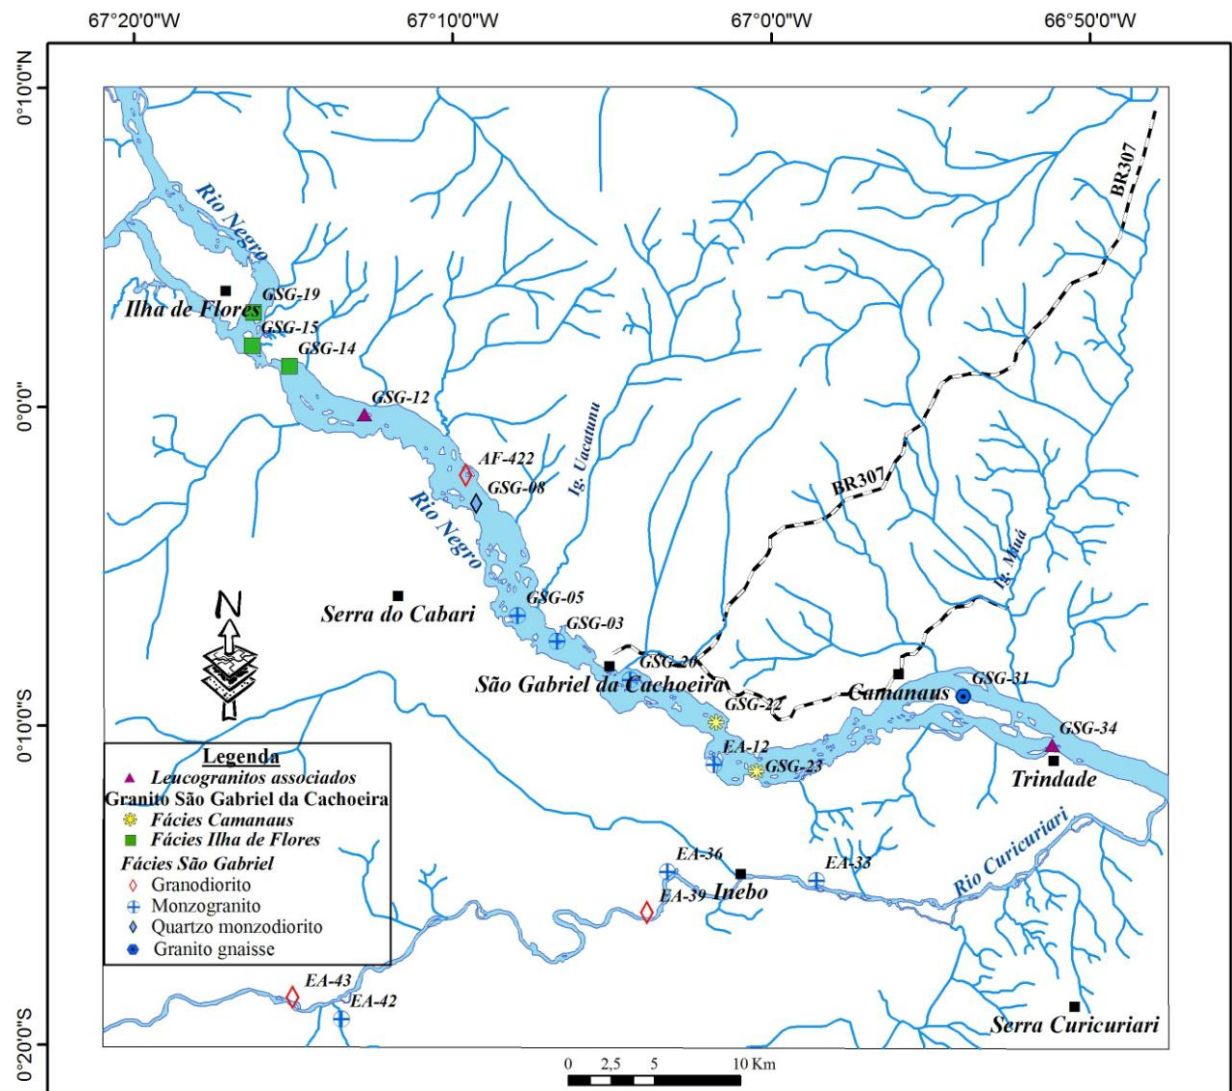 67°20'0"W
67°10'0"W
67°0'0"W
66°50'0"W
0°10'0"N
0°0'0"
0°10'0"S
0°20'0"S
BR307
Rio Negro
GSG-19
Ilha de Flores
GSG-15
GSG-14
GSG-12
Ig. Uacatunu
AF-422
BR307
GSG-08
Rio Negro
Ig. Miuá
GSG-05
Serra do Cabari
GSG-03
N
GSG-20
São Gabriel da Cachoeira
Camanaus
GSG-31
GSG-22
GSG-34
EA-12
GSG-23
Trindade
Legenda
Leucogranitos associados
Granito São Gabriel da Cachoeira
Fácies Camanaus
Fácies Ilha de Flores
Fácies São Gabriel
Granodiorito
Monzogranito
Quartzo monzodiorito
Granito gnaisse
Rio Curicuriari
EA-36
EA-33
EA-39
Inebo
EA-43
EA-42
Serra Curicuriari
0 2,5 5 10 Km